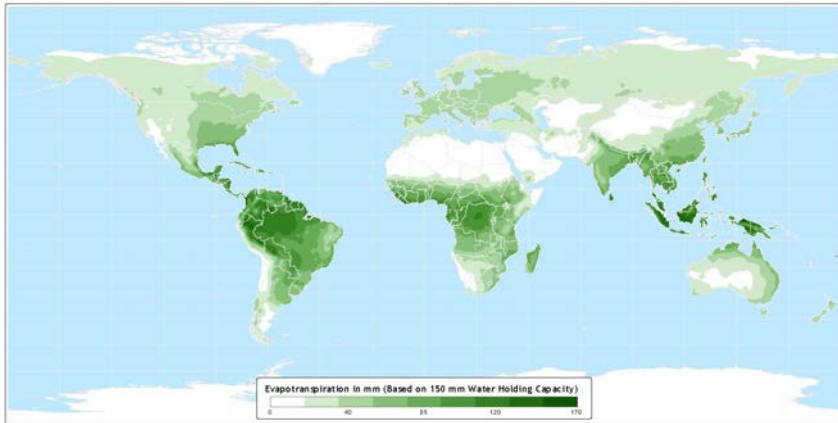 Evapotranspiration in mm (Based on 150 mm Water Holding Capacity)
0 40 85 120 170